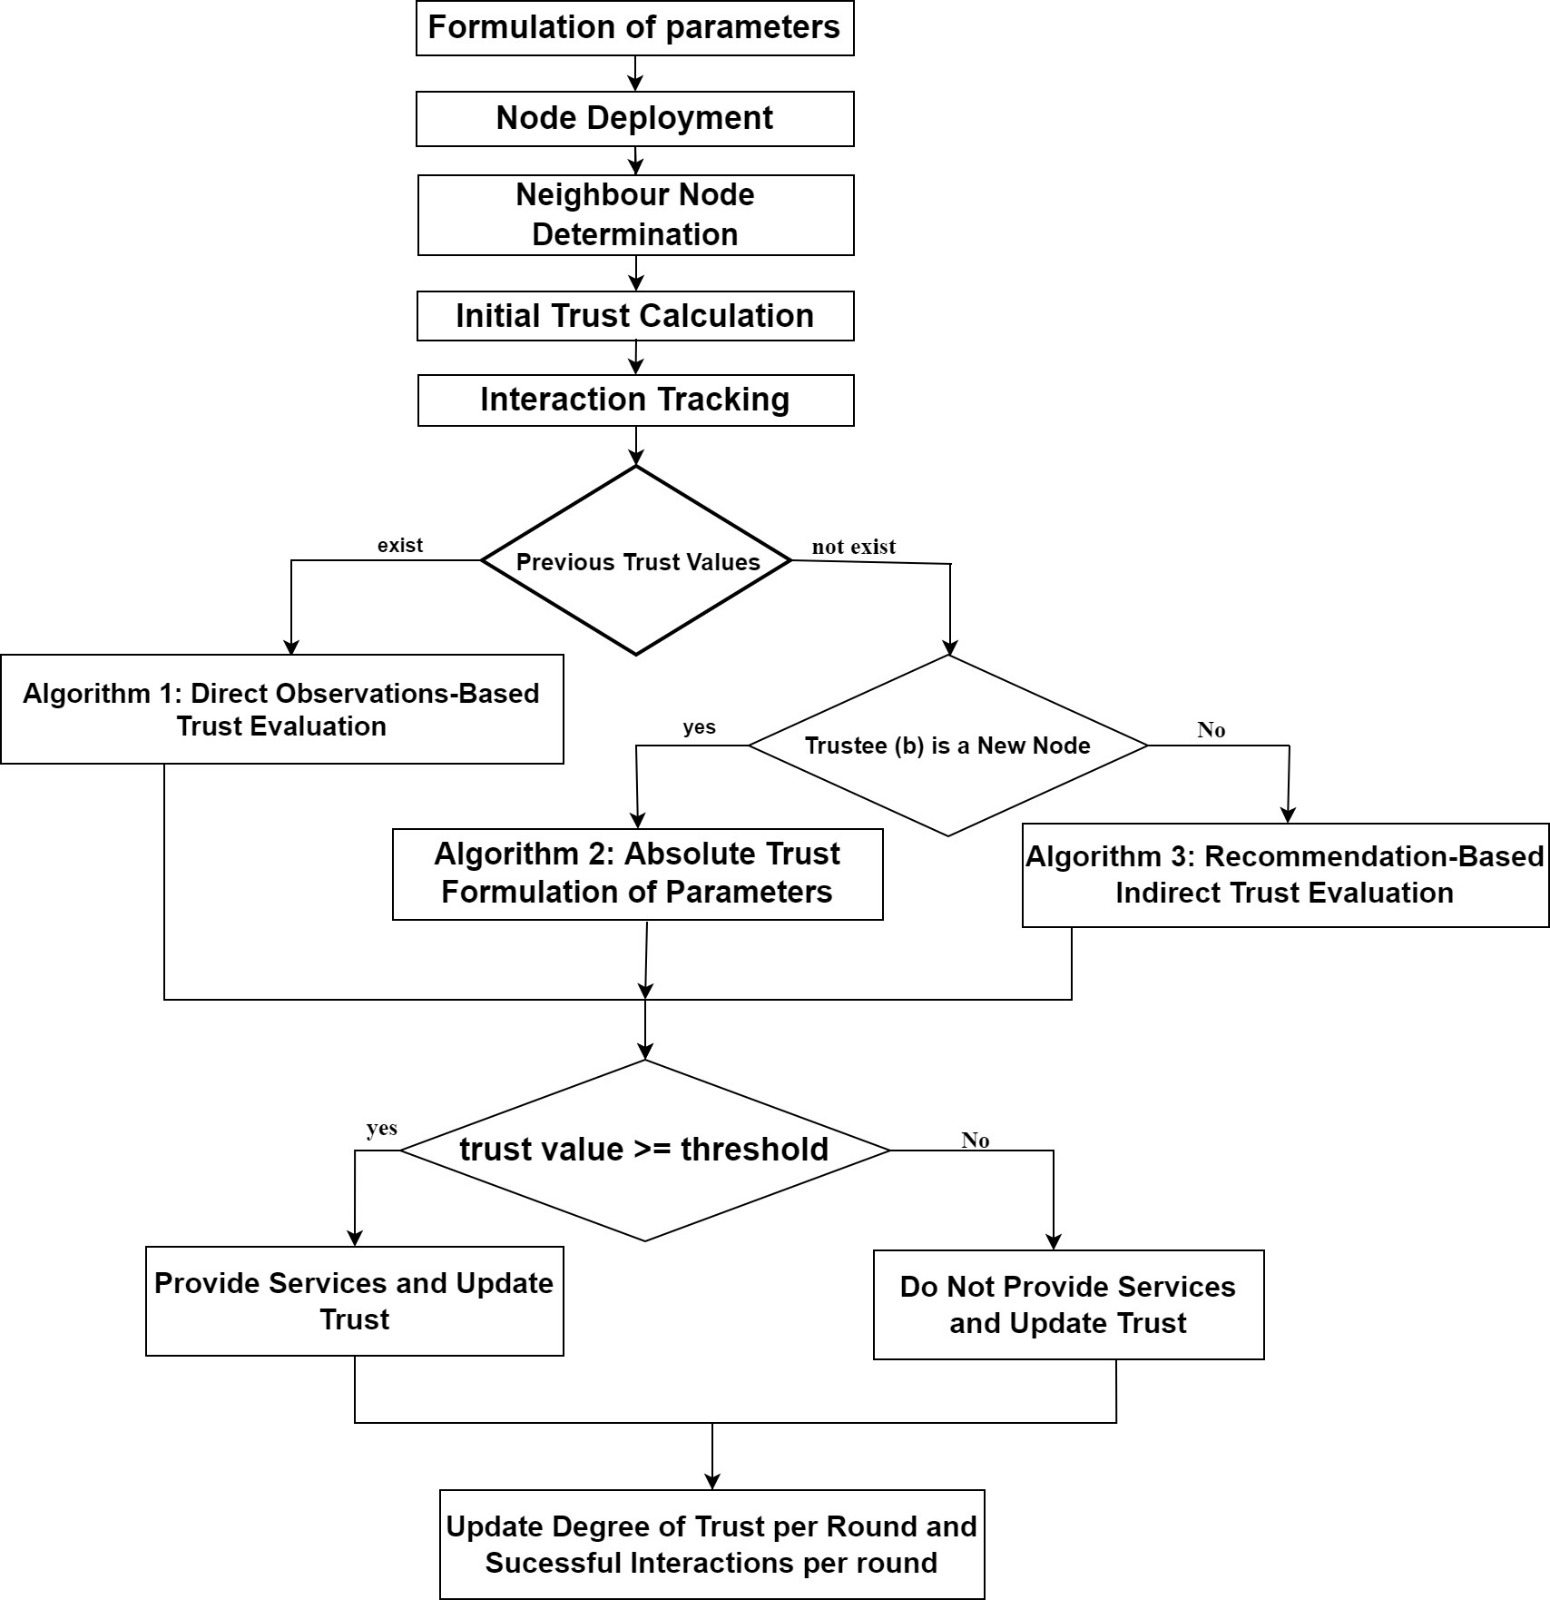 Formulation of parameters
Node Deployment
Neighbour Node
Determination
Initial Trust Calculation
Interaction Tracking
exist
Previous Trust Values
not exist
Algorithm 1: Direct Observations-Based
Trust Evaluation
yes
Trustee (b) is a New Node
No
Algorithm 2: Absolute Trust
Formulation of Parameters
Algorithm 3: Recommendation-Based
Indirect Trust Evaluation
yes
trust value >= threshold
No
Provide Services and Update
Trust
Do Not Provide Services
and Update Trust
Update Degree of Trust per Round and
Sucessful Interactions per round